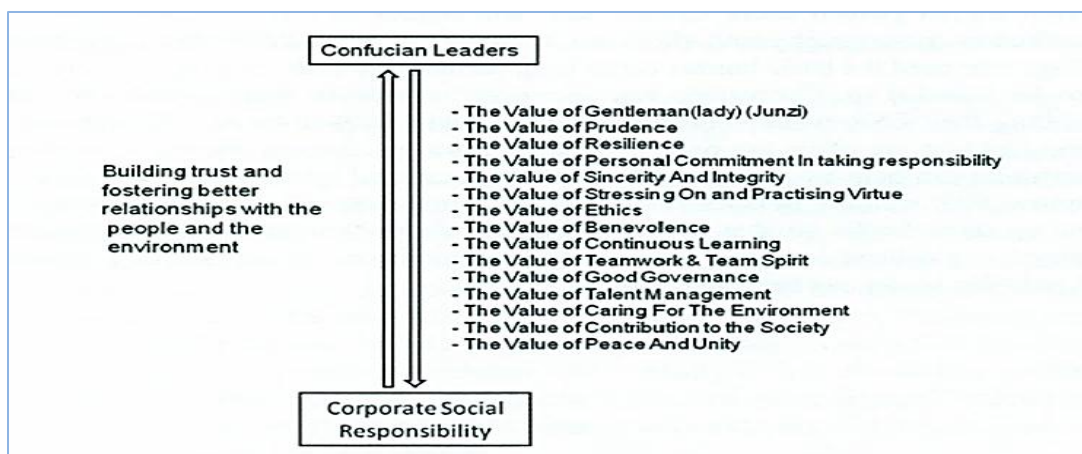 Confucian Leaders
Building trust and
fostering better
relationships with the
people and the
environment
- The Value of Gentleman(lady) (Junzi)
- The Value of Prudence
- The Value of Resilience
- The Value of Personal Commitment In taking responsibility
- The value of Sincerity And Integrity
- The Value of Stressing On and Practising Virtue
- The Value of Ethics
- The Value of Benevolence
- The Value of Continuous Learning
- The Value of Teamwork & Team Spirit
- The Value of Good Governance
- The Value of Talent Management
- The Value of Caring For The Environment
- The Value of Contribution to the Society
- The Value of Peace And Unity
Corporate Social
Responsibility